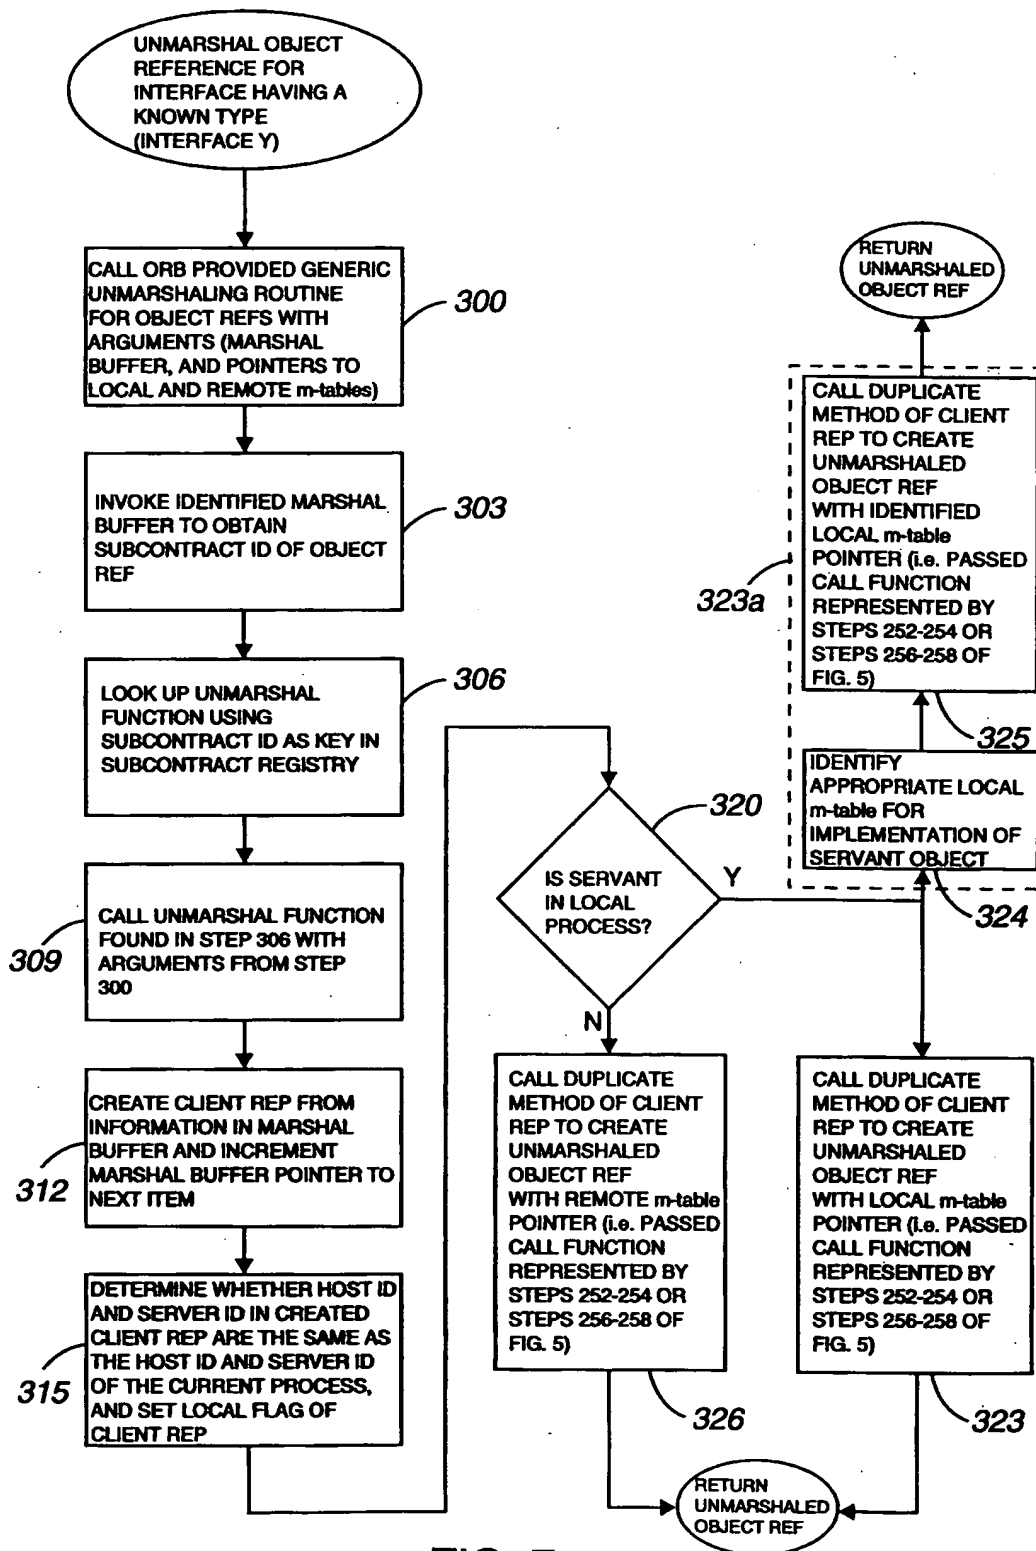 UNMARSHAL OBJECT
REFERENCE FOR
INTERFACE HAVING A
KNOWN TYPE
(INTERFACE Y)
CALL ORB PROVIDED GENERIC
UNMARSHALING ROUTINE
FOR OBJECT REFS WITH
ARGUMENTS (MARSHAL
BUFFER, AND POINTERS TO
LOCAL AND REMOTE m-tables)
300
INVOKE IDENTIFIED MARSHAL
BUFFER TO OBTAIN
SUBCONTRACT ID OF OBJECT
REF
303
LOOK UP UNMARSHAL
FUNCTION USING
SUBCONTRACT ID AS KEY IN
SUBCONTRACT REGISTRY
306
CALL UNMARSHAL FUNCTION
FOUND IN STEP 306 WITH
ARGUMENTS FROM STEP
300
309
CREATE CLIENT REP FROM
INFORMATION IN MARSHAL
BUFFER AND INCREMENT
MARSHAL BUFFER POINTER TO
NEXT ITEM
312
DETERMINE WHETHER HOST ID
AND SERVER ID IN CREATED
CLIENT REP ARE THE SAME AS
THE HOST ID AND SERVER ID
OF THE CURRENT PROCESS,
AND SET LOCAL FLAG OF
CLIENT REP
315
IS SERVANT
IN LOCAL
PROCESS?
320
Y
N
RETURN
UNMARSHALED
OBJECT REF
CALL DUPLICATE
METHOD OF CLIENT
REP TO CREATE
UNMARSHALED
OBJECT REF
WITH IDENTIFIED
LOCAL m-table
POINTER (i.e. PASSED
CALL FUNCTION
REPRESENTED BY
STEPS 252-254 OR
STEPS 256-258 OF
FIG. 5)
323a
325
IDENTIFY
APPROPRIATE LOCAL
m-table FOR
IMPLEMENTATION OF
SERVANT OBJECT
324
CALL DUPLICATE
METHOD OF CLIENT
REP TO CREATE
UNMARSHALED
OBJECT REF
WITH REMOTE m-table
POINTER (i.e. PASSED
CALL FUNCTION
REPRESENTED BY
STEPS 252-254 OR
STEPS 256-258 OF
FIG. 5)
326
CALL DUPLICATE
METHOD OF CLIENT
REP TO CREATE
UNMARSHALED
OBJECT REF
WITH LOCAL m-table
POINTER (i.e. PASSED
CALL FUNCTION
REPRESENTED BY
STEPS 252-254 OR
STEPS 256-258 OF
FIG. 5)
323
RETURN
UNMARSHALED
OBJECT REF